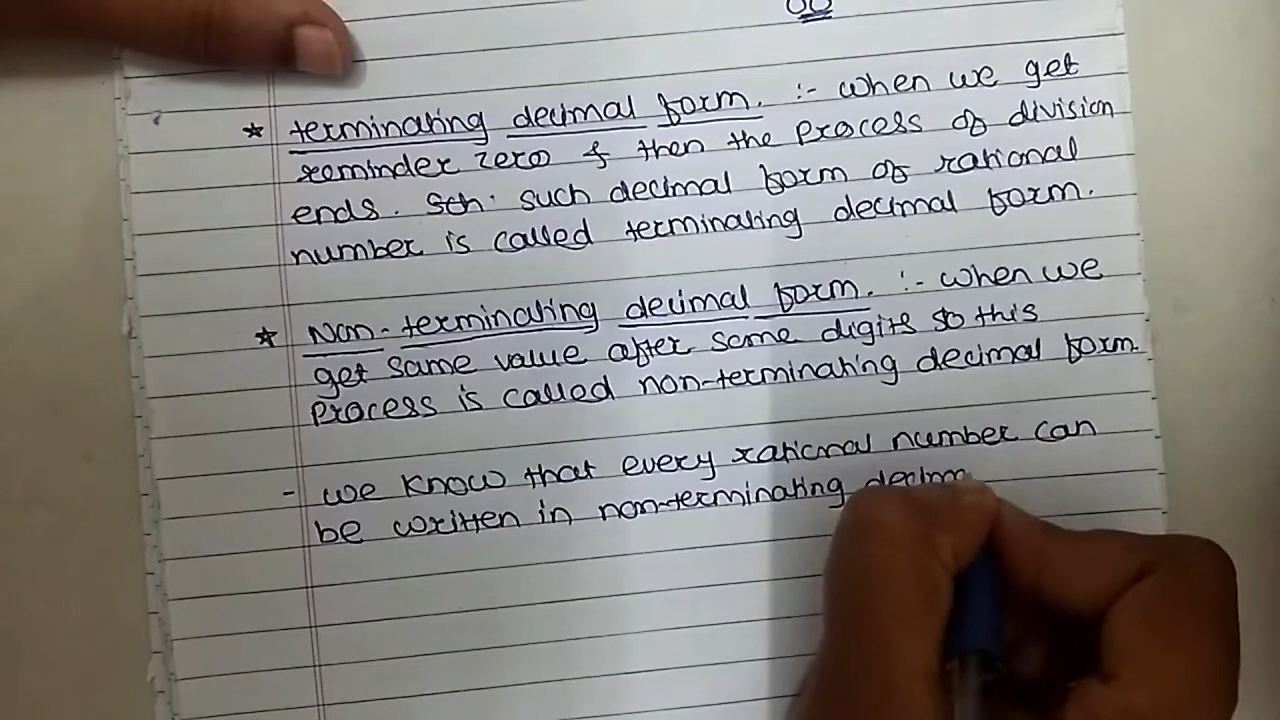 * terminating decimal form. :- when we get
reminder zero & then the process of division
ends. such decimal form of rational
number is called terminating decimal form.
* Non-terminating decimal form. :- when we
get same value after some digits so this
process is called non-terminating decimal form.
- we know that every rational number can
be written in non-terminating decima